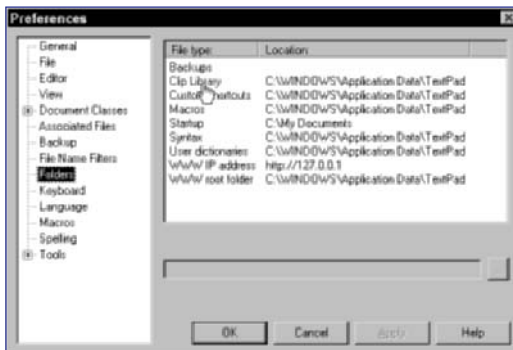 Preferences
General
File
Editor
View
Document Classes
Associated Files
Backup
File Name Filters
Folders
Keyboard
Language
Macros
Spelling
Tools
File type: Location
Backups
Clip Library C:\WINDOWS\Application Data\TextPad
Custom shortcuts C:\WINDOWS\Application Data\TextPad
Macros C:\WINDOWS\Application Data\TextPad
Startup C:\My Documents
Syntax C:\WINDOWS\Application Data\TextPad
User dictionaries C:\WINDOWS\Application Data\TextPad
WWW IP address http://127.0.0.1
WWW root folder C:\WINDOWS\Application Data\TextPad
OK Cancel Apply Help